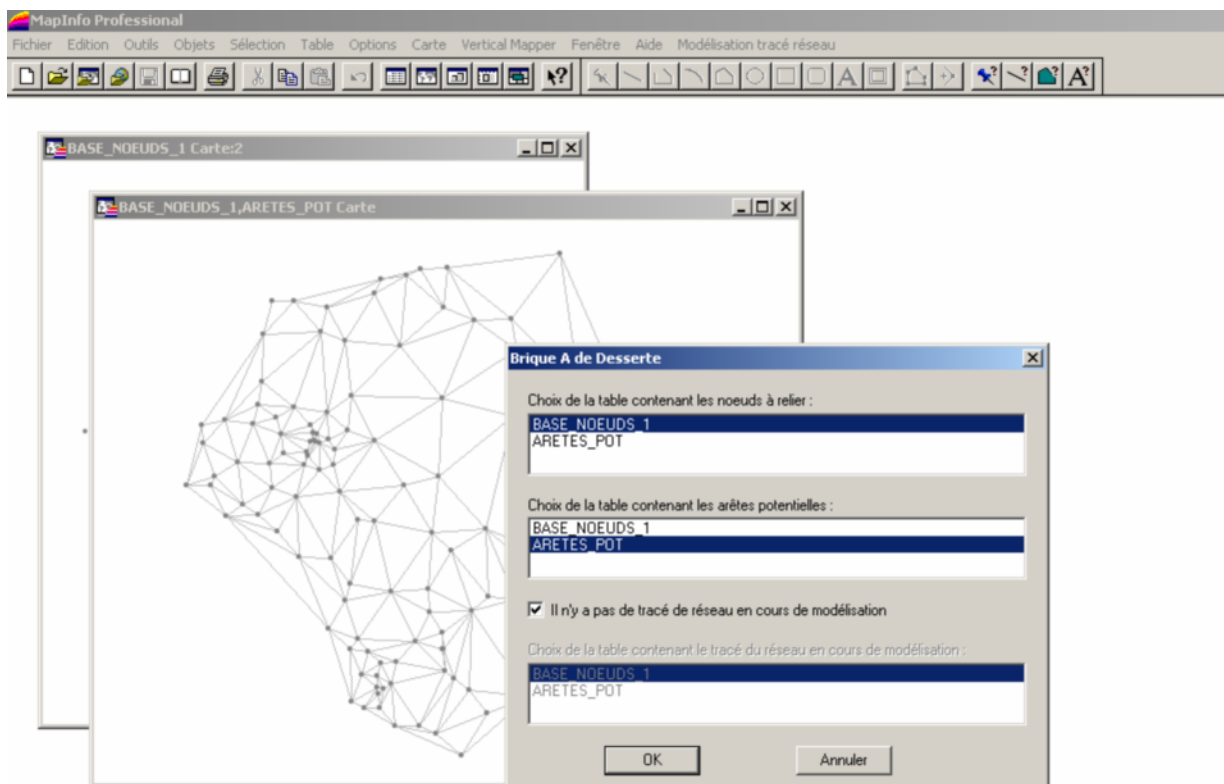 MapInfo Professional
Fichier Edition Outils Objets Sélection Table Options Carte Vertical Mapper Fenêtre Aide Modélisation tracé réseau
BASE_NOEUDS_1 Carte:2
BASE_NOEUDS_1,ARETES_POT Carte
Brique A de Desserte
Choix de la table contenant les noeuds à relier :
BASE_NOEUDS_1
ARETES_POT
Choix de la table contenant les arêtes potentielles :
BASE_NOEUDS_1
ARETES_POT
Il n'y a pas de tracé de réseau en cours de modélisation
Choix de la table contenant le tracé du réseau en cours de modélisation :
BASE_NOEUDS_1
ARETES_POT
OK Annuler